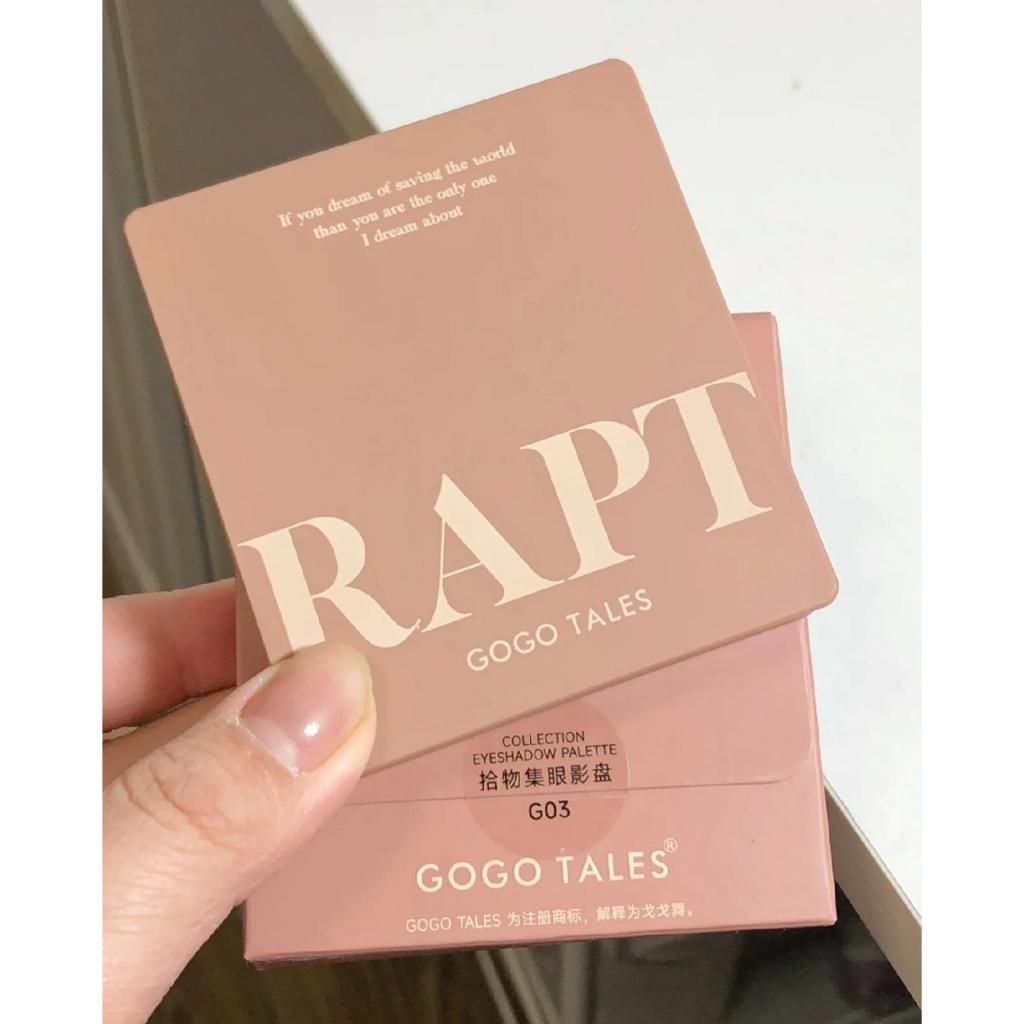 If you dream of saving the world
than you are the only one
I dream about
RAPT
GOGO TALES
COLLECTION
EYESHADOW PALETTE
拾物集眼影盘
G03
GOGO TALES®
GOGO TALES 为注册商标，解释为戈戈舞。